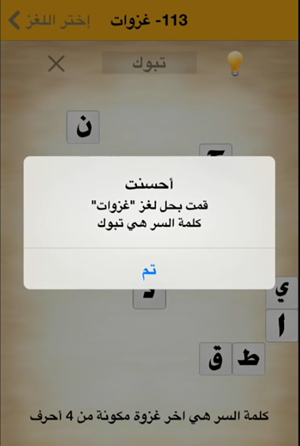 إختر اللغز
113- غزوات
تبوك
ن
أحسنت
قمت بحل لغز "غزوات"
كلمة السر هي تبوك
تم
ي
ا
ط
ق
كلمة السر هي اخر غزوة مكونة من 4 أحرف